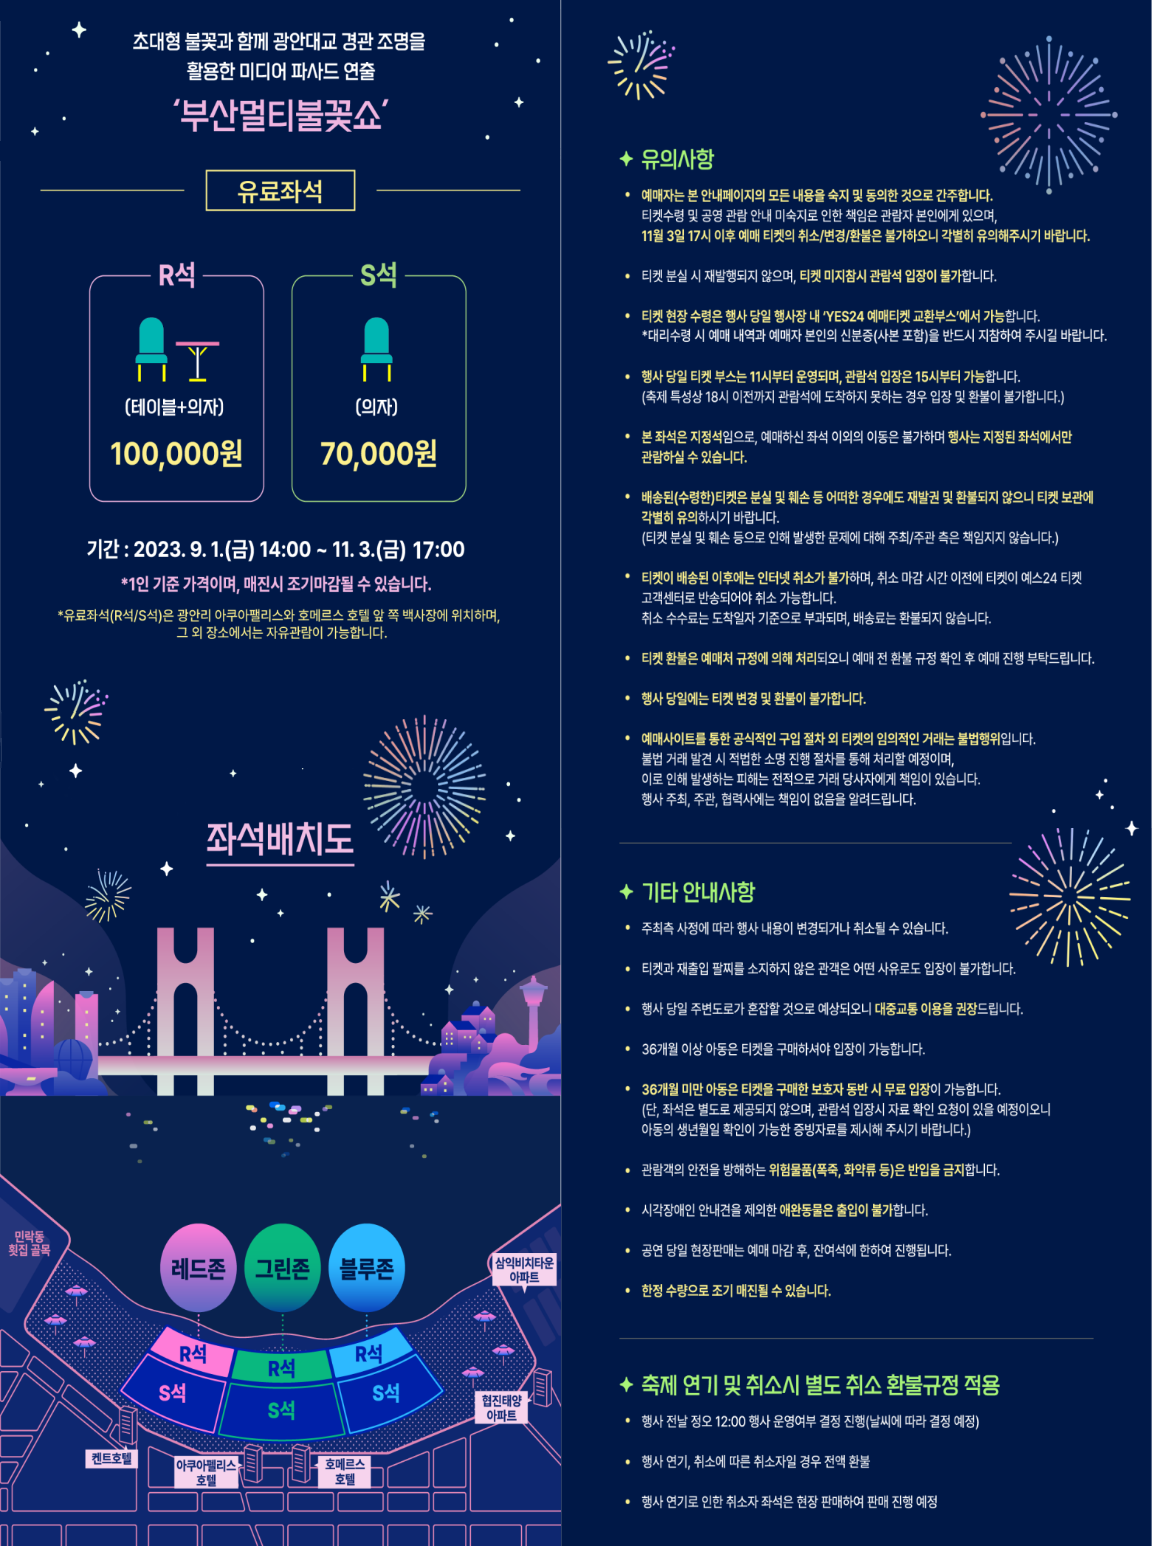 초대형 불꽃과 함께 광안대교 경관 조명을
활용한 미디어 파사드 연출
‘부산멀티불꽃쇼’
유료좌석
R석
(테이블+의자)
100,000원
S석
(의자)
70,000원
기간 : 2023. 9. 1.(금) 14:00 ~ 11. 3.(금) 17:00
*1인 기준 가격이며, 매진시 조기마감될 수 있습니다.
*유료좌석(R석/S석)은 광안리 아쿠아팰리스와 호메르스 호텔 앞 쪽 백사장에 위치하며,
그 외 장소에서는 자유관람이 가능합니다.
좌석배치도
민락동
횟집 골목
레드존
그린존
블루존
삼익비치타운
아파트
R석
R석
R석
S석
S석
S석
협진태양
아파트
켄트호텔
아쿠아팰리스
호텔
호메르스
호텔
유의사항
• 예매자는 본 안내페이지의 모든 내용을 숙지 및 동의한 것으로 간주합니다.
티켓수령 및 공영 관람 안내 미숙지로 인한 책임은 관람자 본인에게 있으며,
11월 3일 17시 이후 예매 티켓의 취소/변경/환불은 불가하오니 각별히 유의해주시기 바랍니다.
• 티켓 분실 시 재발행되지 않으며, 티켓 미지참시 관람석 입장이 불가합니다.
• 티켓 현장 수령은 행사 당일 행사장 내 ‘YES24 예매티켓 교환부스’에서 가능합니다.
*대리수령 시 예매 내역과 예매자 본인의 신분증(사본 포함)을 반드시 지참하여 주시길 바랍니다.
• 행사 당일 티켓 부스는 11시부터 운영되며, 관람석 입장은 15시부터 가능합니다.
(축제 특성상 18시 이전까지 관람석에 도착하지 못하는 경우 입장 및 환불이 불가합니다.)
• 본 좌석은 지정석임으로, 예매하신 좌석 이외의 이동은 불가하며 행사는 지정된 좌석에서만
관람하실 수 있습니다.
• 배송된(수령한)티켓은 분실 및 훼손 등 어떠한 경우에도 재발권 및 환불되지 않으니 티켓 보관에
각별히 유의하시기 바랍니다.
(티켓 분실 및 훼손 등으로 인해 발생한 문제에 대해 주최/주관 측은 책임지지 않습니다.)
• 티켓이 배송된 이후에는 인터넷 취소가 불가하며, 취소 마감 시간 이전에 티켓이 예스24 티켓
고객센터로 반송되어야 취소 가능합니다.
취소 수수료는 도착일자 기준으로 부과되며, 배송료는 환불되지 않습니다.
• 티켓 환불은 예매처 규정에 의해 처리되오니 예매 전 환불 규정 확인 후 예매 진행 부탁드립니다.
• 행사 당일에는 티켓 변경 및 환불이 불가합니다.
• 예매사이트를 통한 공식적인 구입 절차 외 티켓의 임의적인 거래는 불법행위입니다.
불법 거래 발견 시 적법한 소명 진행 절차를 통해 처리할 예정이며,
이로 인해 발생하는 피해는 전적으로 거래 당사자에게 책임이 있습니다.
행사 주최, 주관, 협력사에는 책임이 없음을 알려드립니다.
기타 안내사항
• 주최측 사정에 따라 행사 내용이 변경되거나 취소될 수 있습니다.
• 티켓과 재출입 팔찌를 소지하지 않은 관객은 어떤 사유로도 입장이 불가합니다.
• 행사 당일 주변도로가 혼잡할 것으로 예상되오니 대중교통 이용을 권장드립니다.
• 36개월 이상 아동은 티켓을 구매하셔야 입장이 가능합니다.
• 36개월 미만 아동은 티켓을 구매한 보호자 동반 시 무료 입장이 가능합니다.
(단, 좌석은 별도로 제공되지 않으며, 관람석 입장시 자료 확인 요청이 있을 예정이오니
아동의 생년월일 확인이 가능한 증빙자료를 제시해 주시기 바랍니다.)
• 관람객의 안전을 방해하는 위험물품(폭죽, 화약류 등)은 반입을 금지합니다.
• 시각장애인 안내견을 제외한 애완동물은 출입이 불가합니다.
• 공연 당일 현장판매는 예매 마감 후, 잔여석에 한하여 진행됩니다.
• 한정 수량으로 조기 매진될 수 있습니다.
축제 연기 및 취소시 별도 취소 환불규정 적용
• 행사 전날 정오 12:00 행사 운영여부 결정 진행(날씨에 따라 결정 예정)
• 행사 연기, 취소에 따른 취소자일 경우 전액 환불
• 행사 연기로 인한 취소자 좌석은 현장 판매하여 판매 진행 예정